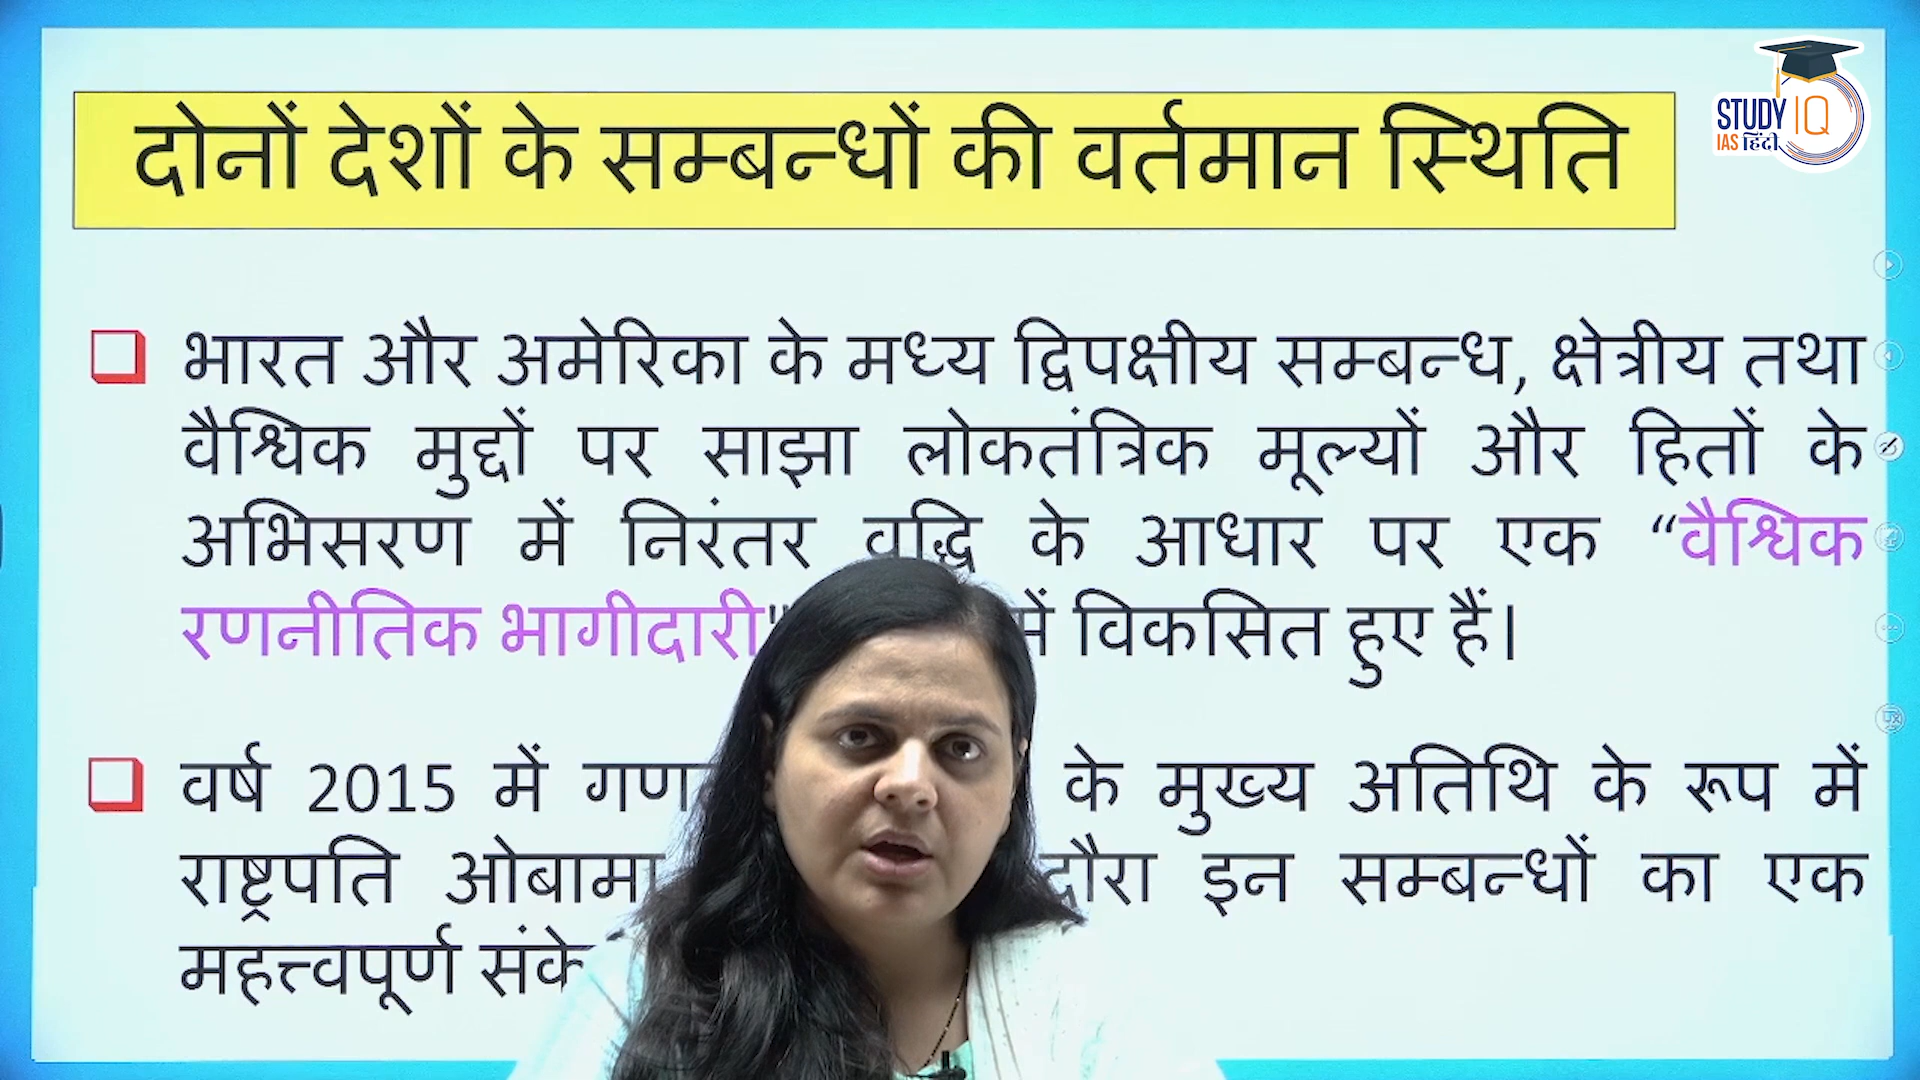 दोनों देशों के सम्बन्धों की वर्तमान स्थिति
STUDY IQ
IAS हिंदी
भारत और अमेरिका के मध्य द्विपक्षीय सम्बन्ध, क्षेत्रीय तथा
वैश्विक मुद्दों पर साझा लोकतंत्रिक मूल्यों और हितों के
अभिसरण में निरंतर वृद्धि के आधार पर एक “वैश्विक
रणनीतिक भागीदारी" में विकसित हुए हैं।
वर्ष 2015 में के मुख्य अतिथि के रूप में
राष्ट्रपति ओबामा दौरा इन सम्बन्धों का एक
महत्त्वपूर्ण